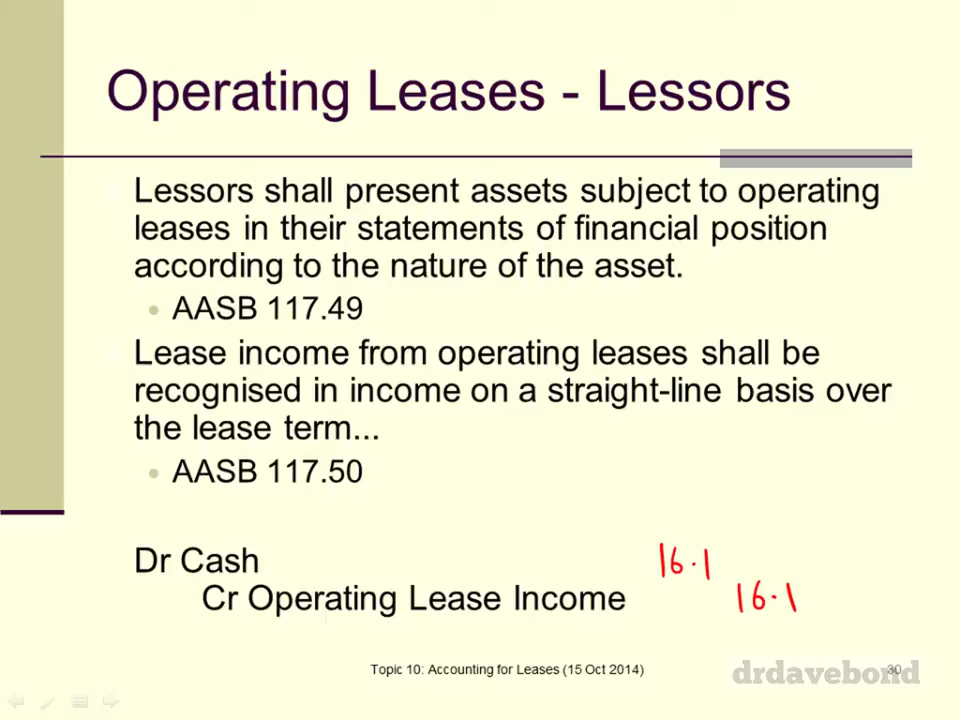 Operating Leases - Lessors
Lessors shall present assets subject to operating
leases in their statements of financial position
according to the nature of the asset.
• AASB 117.49
Lease income from operating leases shall be
recognised in income on a straight-line basis over
the lease term...
• AASB 117.50
Dr Cash 16.1
Cr Operating Lease Income 16.1
Topic 10: Accounting for Leases (15 Oct 2014)
30
drdavebond